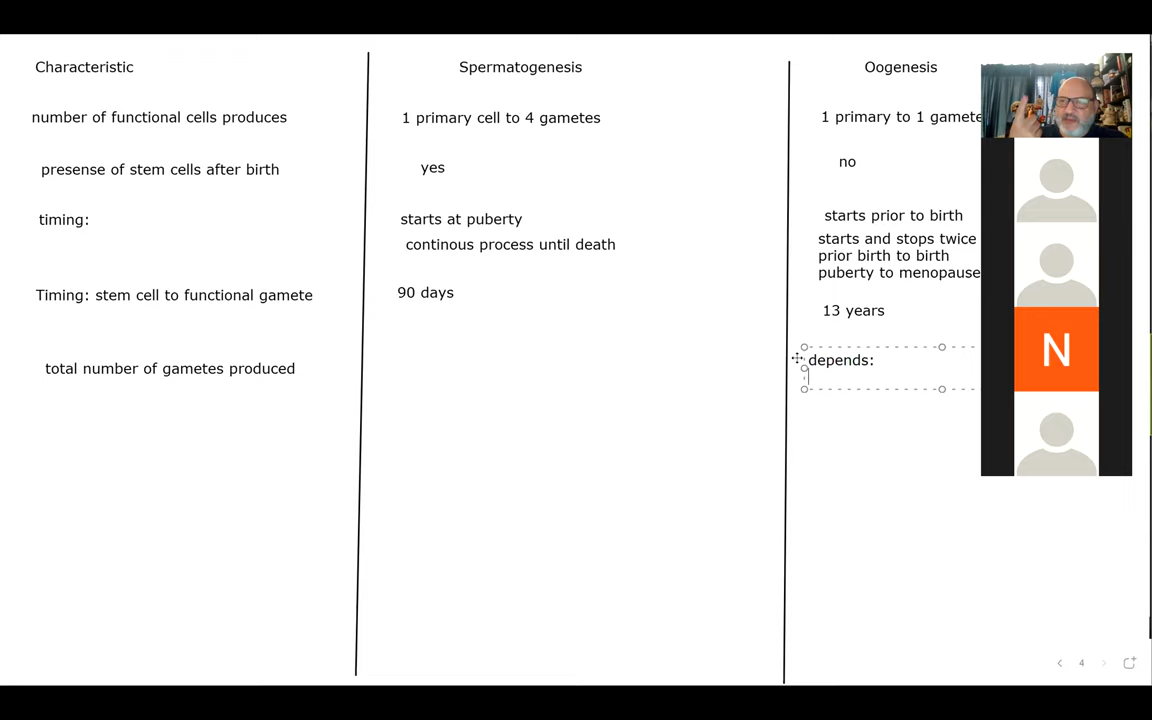 Characteristic Spermatogenesis Oogenesis
number of functional cells produces 1 primary cell to 4 gametes 1 primary to 1 gamete
presense of stem cells after birth yes no
timing: starts at puberty starts prior to birth
continous process until death starts and stops twice
prior birth to birth
puberty to menopause
Timing: stem cell to functional gamete 90 days 13 years
total number of gametes produced depends:
N
4